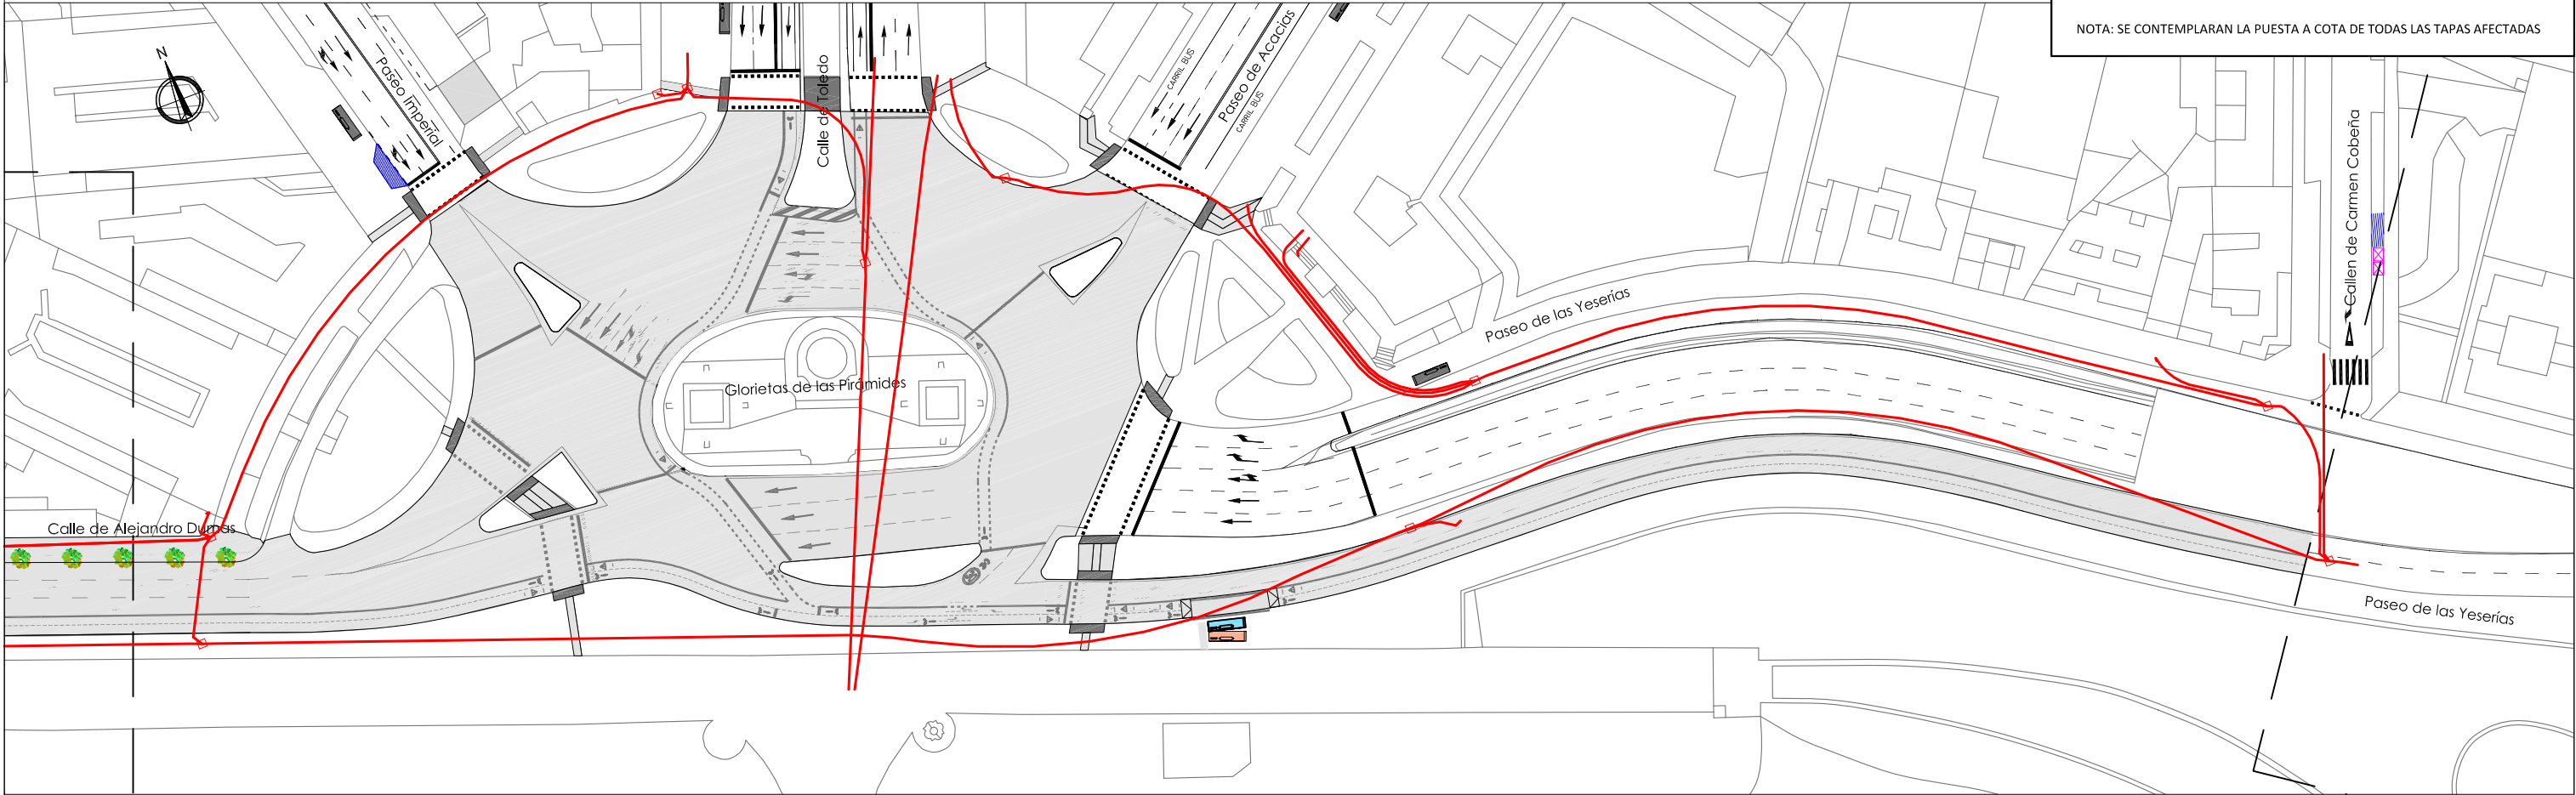 NOTA: SE CONTEMPLARAN LA PUESTA A COTA DE TODAS LAS TAPAS AFECTADAS
N
Paseo Imperial
Calle de Toledo
CARRIL BUS
Paseo de Acacias
CARRIL BUS
Callen de Carmen Cobeña
Paseo de las Yeserías
Glorietas de las Pirámides
Calle de Alejandro Dumas
Paseo de las Yeserías